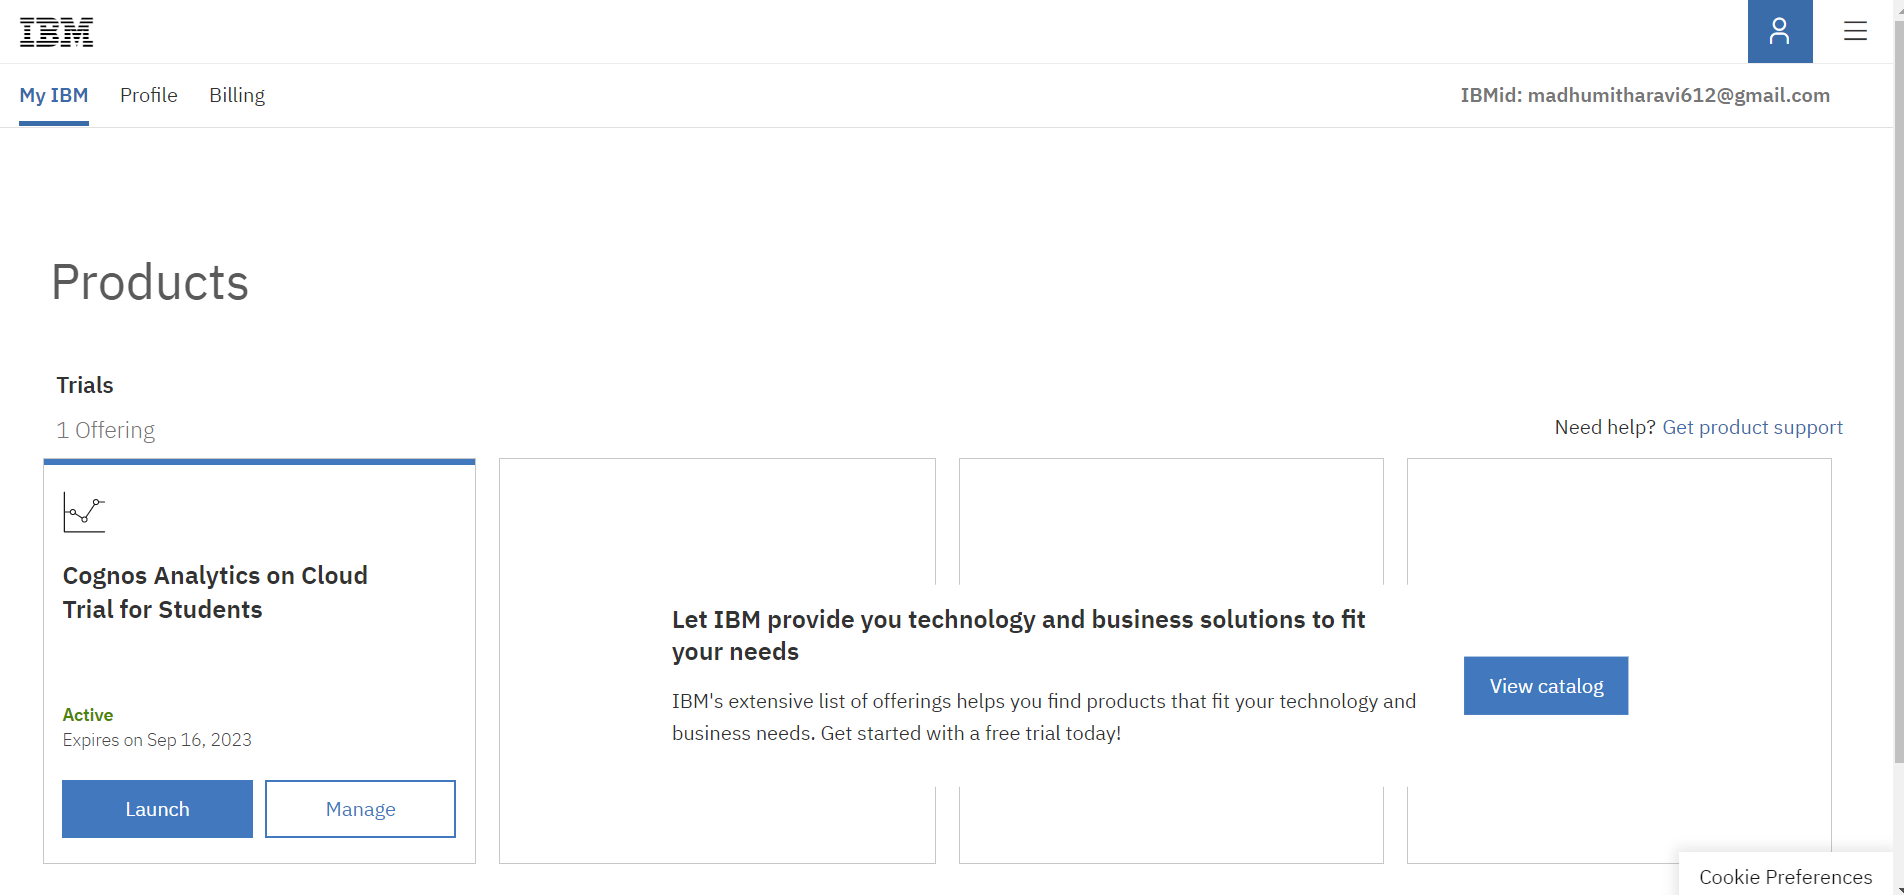 IBM
My IBM
Profile
Billing
IBMid: madhumitharavi612@gmail.com
Products
Trials
1 Offering
Need help? Get product support
Cognos Analytics on Cloud
Trial for Students
Active
Expires on Sep 16, 2023
Launch
Manage
Let IBM provide you technology and business solutions to fit
your needs
IBM's extensive list of offerings helps you find products that fit your technology and
business needs. Get started with a free trial today!
View catalog
Cookie Preferences